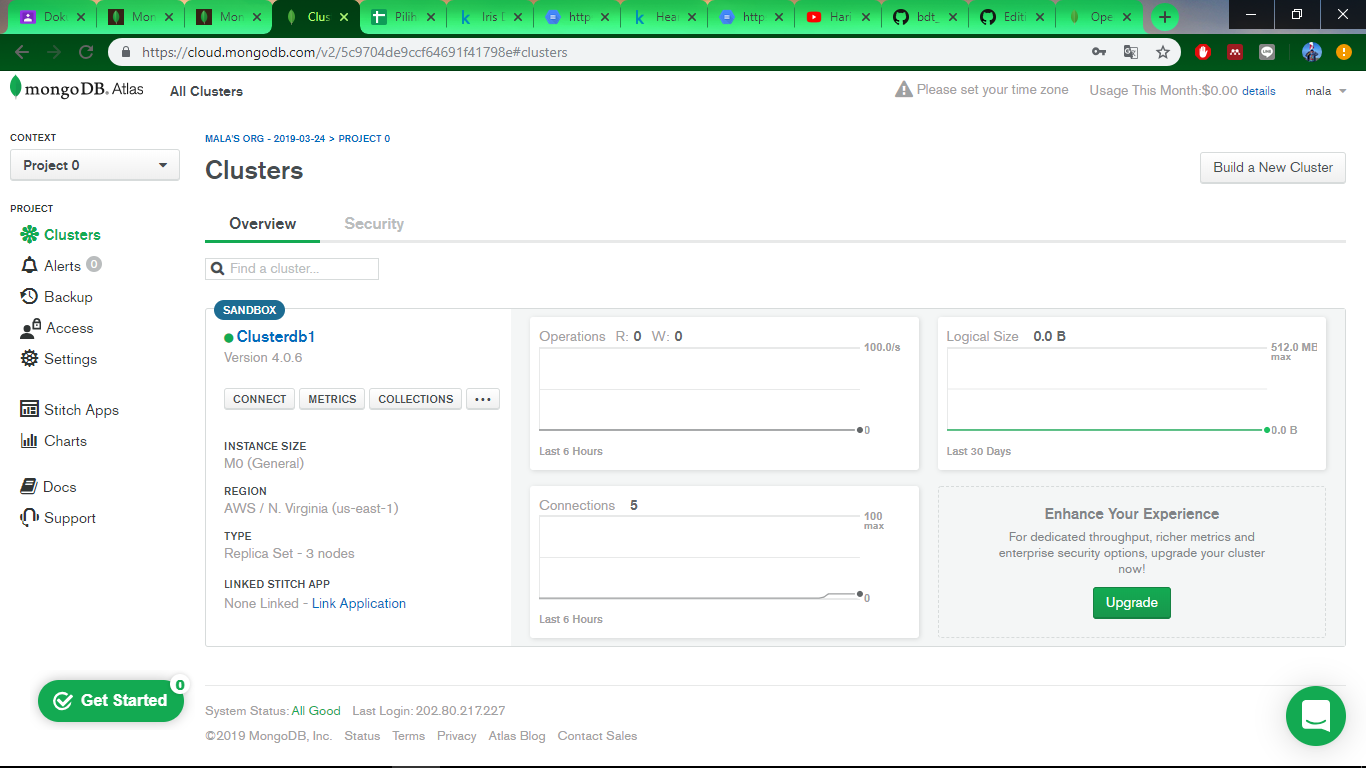 Dok
Mon
Mon
Clus
Pilih
Iris D
http
Hea
http
Hari
bdt_
Editi
Ope
https://cloud.mongodb.com/v2/5c9704de9ccf64691f41798e#clusters
mongoDB. Atlas
All Clusters
Please set your time zone
Usage This Month:$0.00 details
mala
CONTEXT
Project 0
PROJECT
Clusters
Alerts 0
Backup
Access
Settings
Stitch Apps
Charts
Docs
Support
MALA'S ORG - 2019-03-24 > PROJECT 0
Clusters
Build a New Cluster
Overview
Security
Find a cluster...
SANDBOX
Clusterdb1
Version 4.0.6
CONNECT
METRICS
COLLECTIONS
...
INSTANCE SIZE
M0 (General)
REGION
AWS / N. Virginia (us-east-1)
TYPE
Replica Set - 3 nodes
LINKED STITCH APP
None Linked - Link Application
Operations R: 0 W: 0
100.0/s
0
Last 6 Hours
Logical Size 0.0 B
512.0 MB
max
0.0 B
Last 30 Days
Connections 5
100
max
0
Last 6 Hours
Enhance Your Experience
For dedicated throughput, richer metrics and
enterprise security options, upgrade your cluster
now!
Upgrade
Get Started 0
System Status: All Good Last Login: 202.80.217.227
©2019 MongoDB, Inc. Status Terms Privacy Atlas Blog Contact Sales